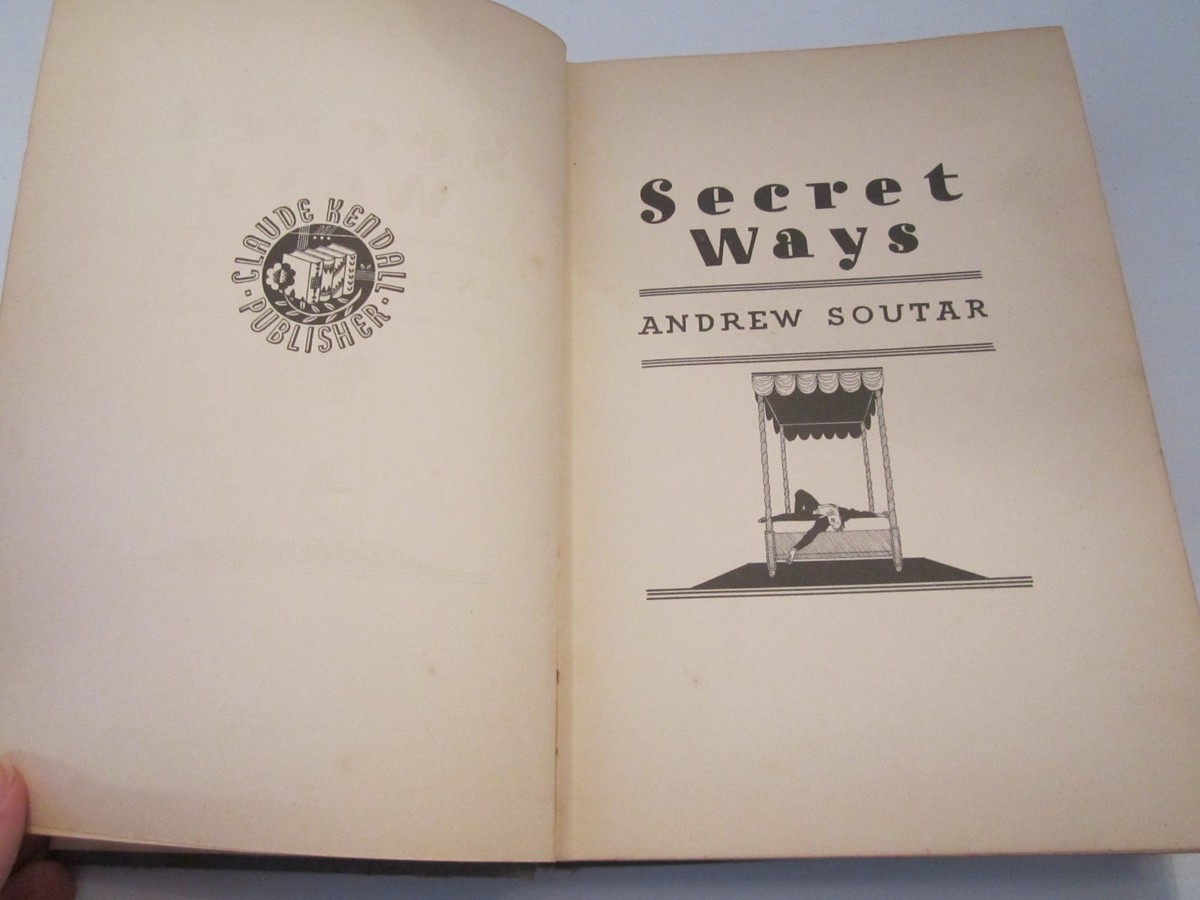 CLAUDE KENDALL
· PUBLISHER ·
Secret
Ways
ANDREW SOUTAR